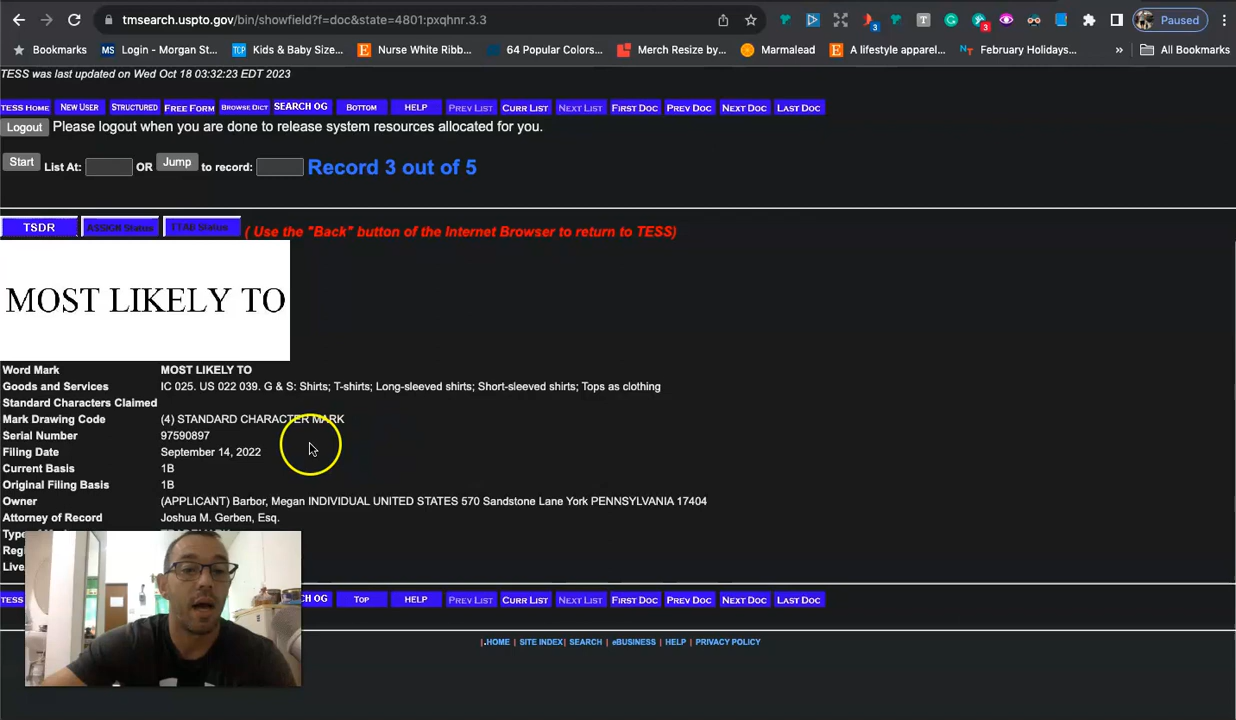 tmsearch.uspto.gov/bin/showfield?f=doc&state=4801:pxqhnr.3.3
Paused
Bookmarks
Login - Morgan St...
Kids & Baby Size...
Nurse White Ribb...
64 Popular Colors...
Merch Resize by...
Marmalead
A lifestyle apparel...
February Holidays...
»
All Bookmarks
TESS was last updated on Wed Oct 18 03:32:23 EDT 2023
TESS HOME NEW USER STRUCTURED FREE FORM BROWSE DICT SEARCH OG BOTTOM HELP PREV LIST CURR LIST NEXT LIST FIRST DOC PREV DOC NEXT DOC LAST DOC
Logout Please logout when you are done to release system resources allocated for you.
Start List At: OR Jump to record: Record 3 out of 5
TSDR ASSIGN Status TTAB Status ( Use the "Back" button of the Internet Browser to return to TESS)
MOST LIKELY TO
Word Mark MOST LIKELY TO
Goods and Services IC 025. US 022 039. G & S: Shirts; T-shirts; Long-sleeved shirts; Short-sleeved shirts; Tops as clothing
Standard Characters Claimed
Mark Drawing Code (4) STANDARD CHARACTER MARK
Serial Number 97590897
Filing Date September 14, 2022
Current Basis 1B
Original Filing Basis 1B
Owner (APPLICANT) Barbor, Megan INDIVIDUAL UNITED STATES 570 Sandstone Lane York PENNSYLVANIA 17404
Attorney of Record Joshua M. Gerben, Esq.
TESS TOP HELP PREV LIST CURR LIST NEXT LIST FIRST DOC PREV DOC NEXT DOC LAST DOC
|.HOME | SITE INDEX| SEARCH | eBUSINESS | HELP | PRIVACY POLICY